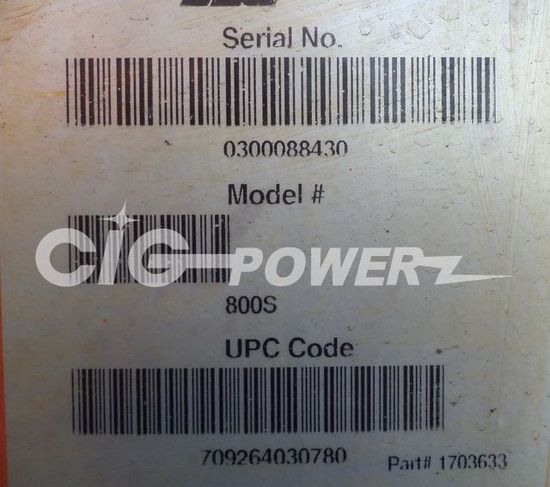 Serial No.
0300088430
Model #
CIG POWER
800S
UPC Code
709264030780
Part# 1703633